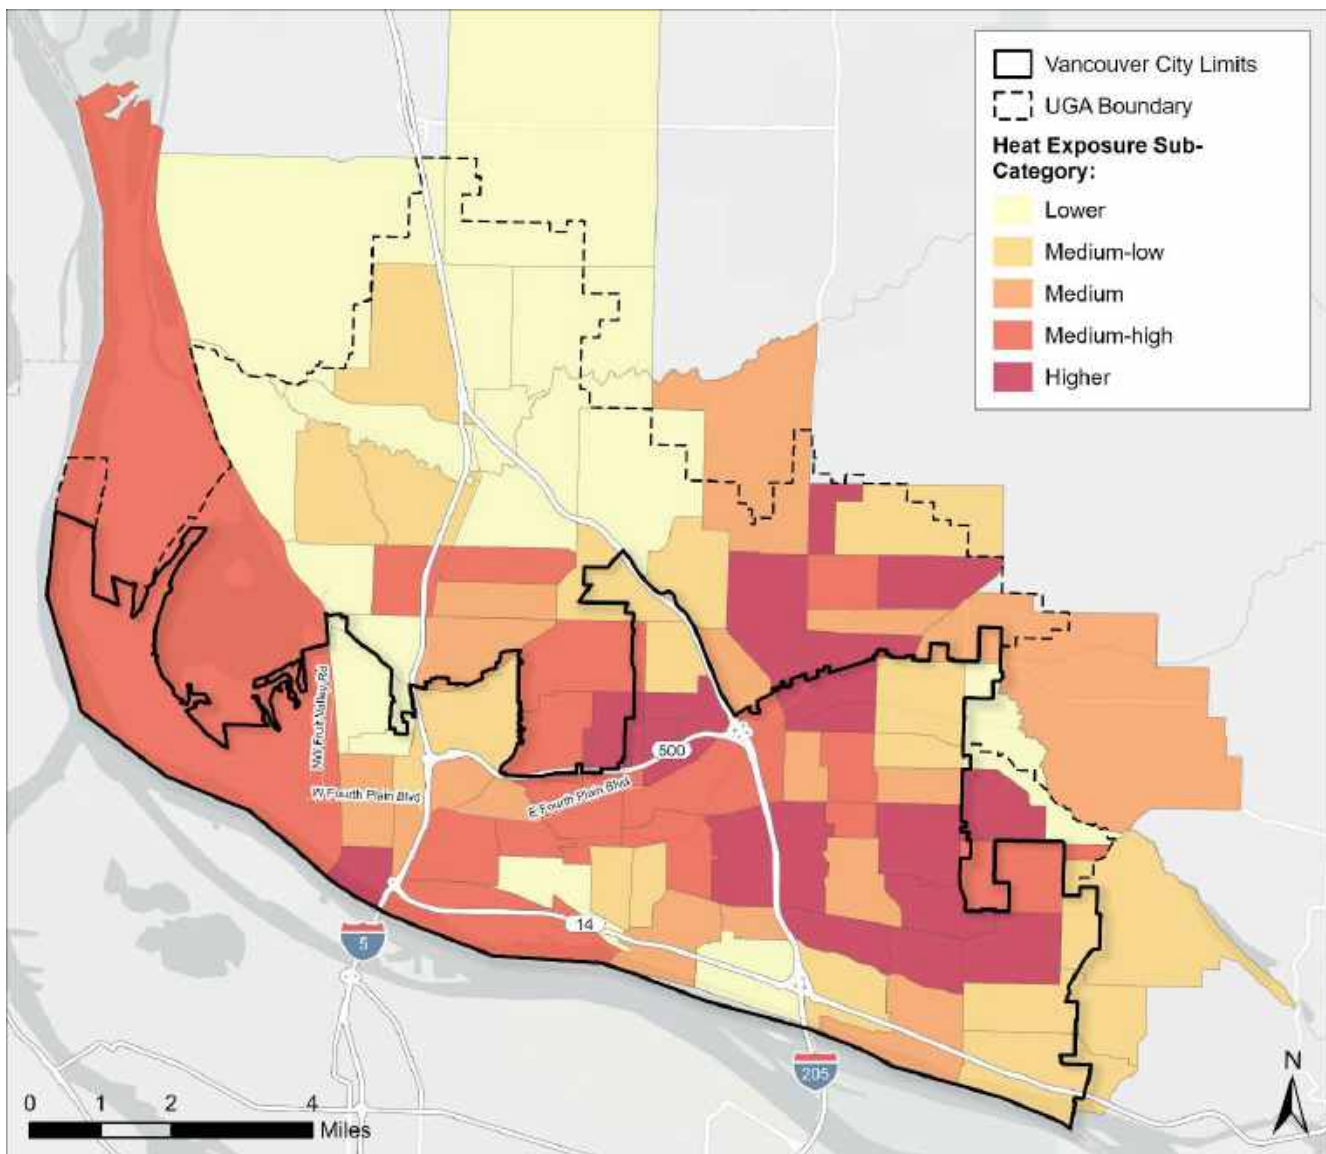 Vancouver City Limits
UGA Boundary
Heat Exposure Sub-
Category:
Lower
Medium-low
Medium
Medium-high
Higher
NW Fruit Valley Rd
W Fourth Plain Blvd
500
E Fourth Plain Blvd
14
5
205
N
0 1 2 4
Miles